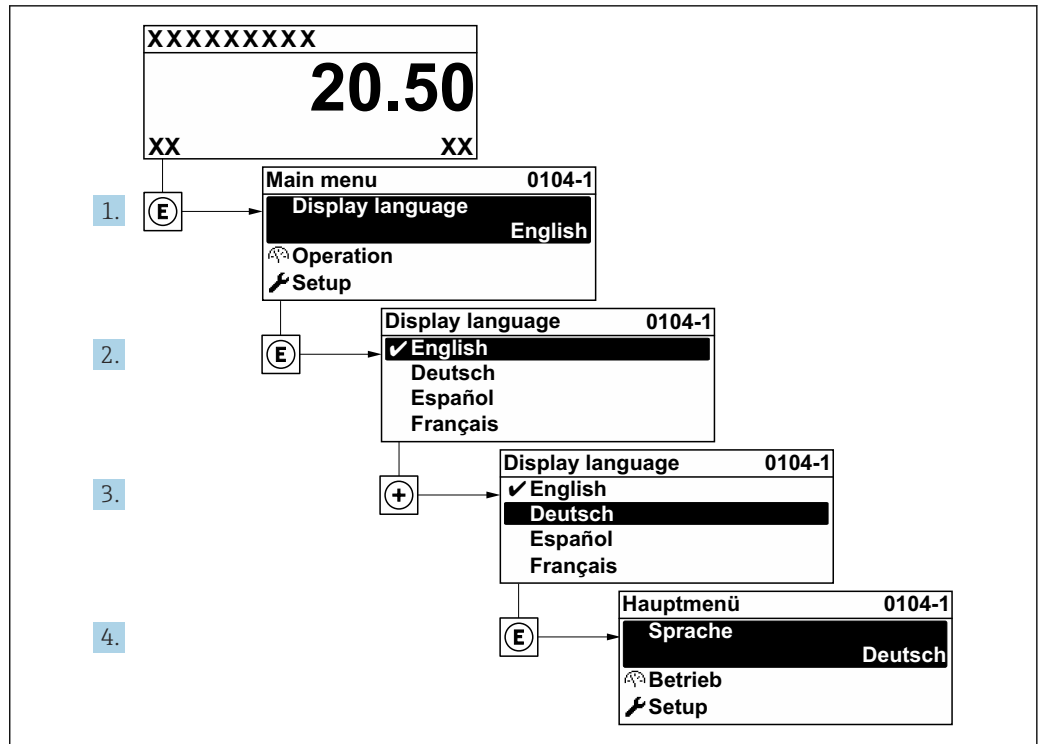 XXXXXXXXX
20.50
XX XX
1. E
Main menu 0104-1
Display language
English
Operation
Setup
2. E
Display language 0104-1
✔ English
Deutsch
Español
Français
3. +
Display language 0104-1
✔ English
Deutsch
Español
Français
4. E
Hauptmenü 0104-1
Sprache
Deutsch
Betrieb
Setup